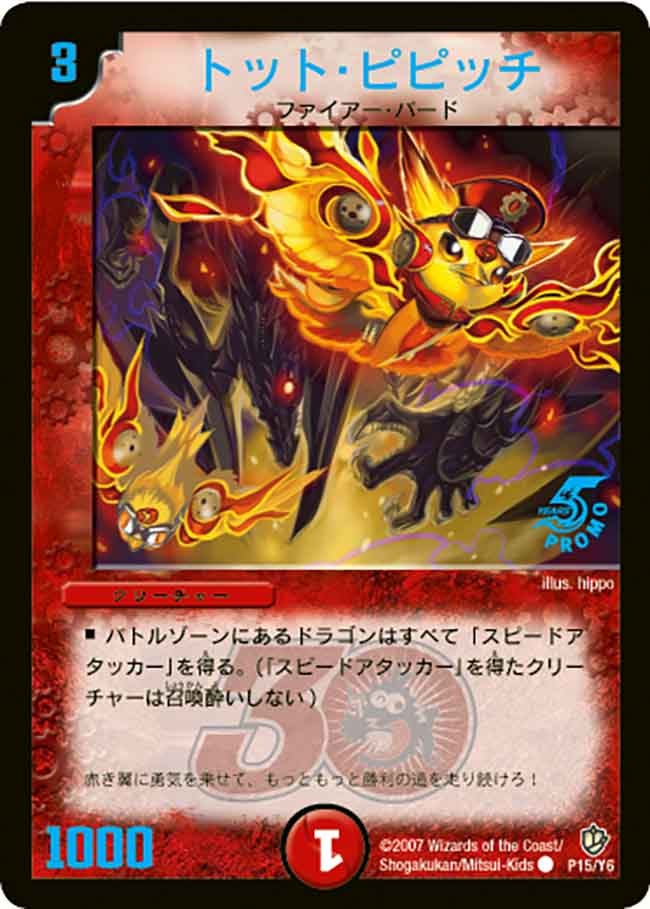 3
トット・ピピッチ
ファイアー・バード
5 YEARS
PROMO
illus. hippo
クリーチャー
■ バトルゾーンにあるドラゴンはすべて「スピードア
タッカー」を得る。(「スピードアタッカー」を得たクリー
チャーは召喚酔いしない)
50
赤き翼に勇気を乗せて、もっともっと勝利の道を走り続けろ!
1000
1
©2007 Wizards of the Coast/
Shogakukan/Mitsui-Kids
P15/Y6